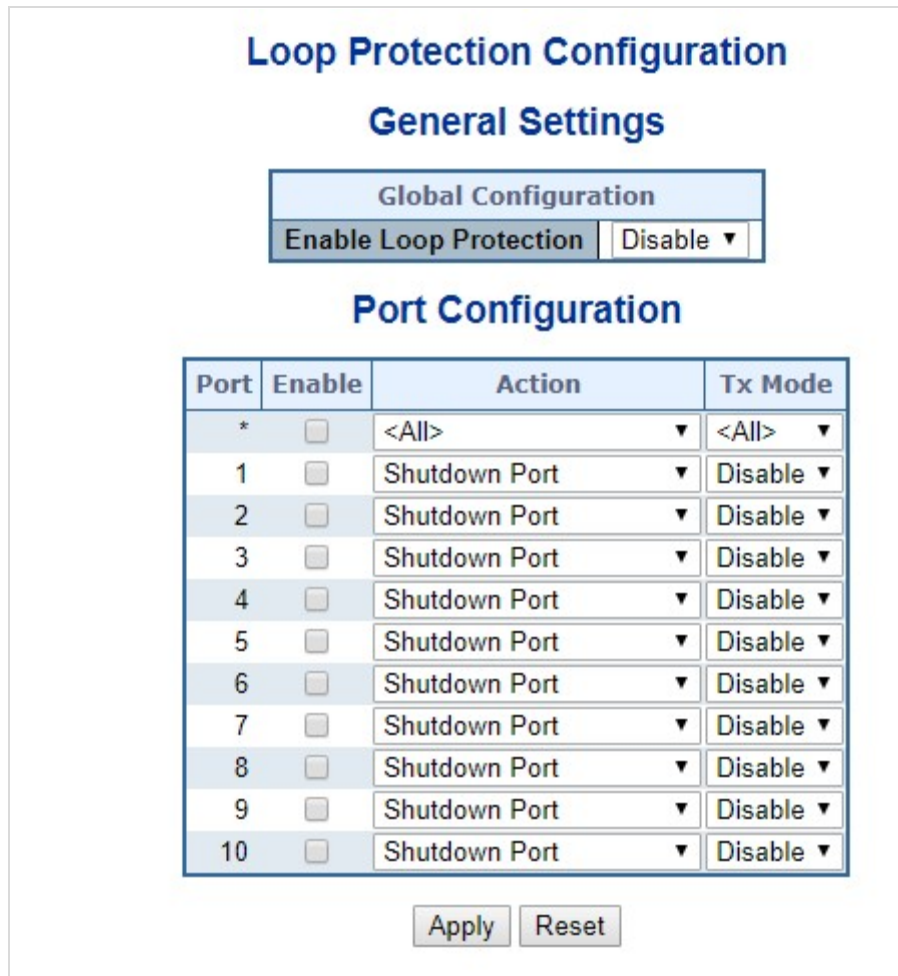 Loop Protection Configuration
General Settings
Global Configuration
Enable Loop Protection Disable ▼
Port Configuration
Port Enable Action Tx Mode
* <All> ▼ <All> ▼
1 Shutdown Port ▼ Disable ▼
2 Shutdown Port ▼ Disable ▼
3 Shutdown Port ▼ Disable ▼
4 Shutdown Port ▼ Disable ▼
5 Shutdown Port ▼ Disable ▼
6 Shutdown Port ▼ Disable ▼
7 Shutdown Port ▼ Disable ▼
8 Shutdown Port ▼ Disable ▼
9 Shutdown Port ▼ Disable ▼
10 Shutdown Port ▼ Disable ▼
Apply Reset